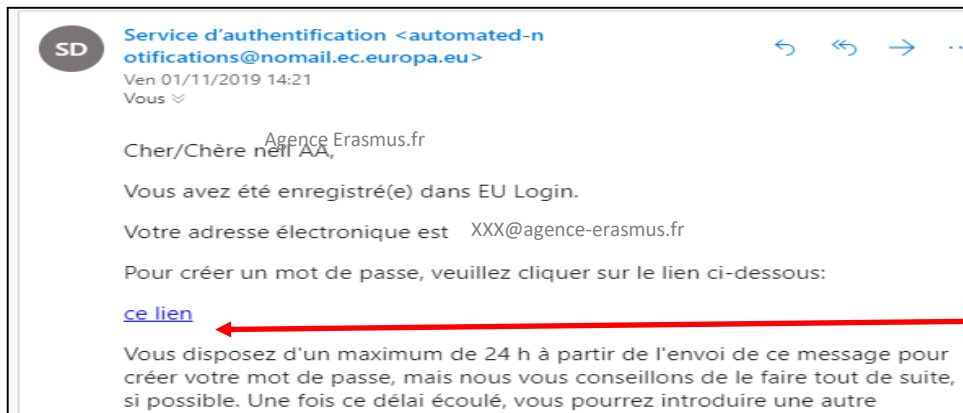 SD
Service d'authentification <automated-n
otifications@nomail.ec.europa.eu>
Ven 01/11/2019 14:21
Vous
Agence Erasmus.fr
Cher/Chère neil AA,
Vous avez été enregistré(e) dans EU Login.
Votre adresse électronique est XXX@agence-erasmus.fr
Pour créer un mot de passe, veuillez cliquer sur le lien ci-dessous:
ce lien
Vous disposez d'un maximum de 24 h à partir de l'envoi de ce message pour
créer votre mot de passe, mais nous vous conseillons de le faire tout de suite,
si possible. Une fois ce délai écoulé, vous pourrez introduire une autre